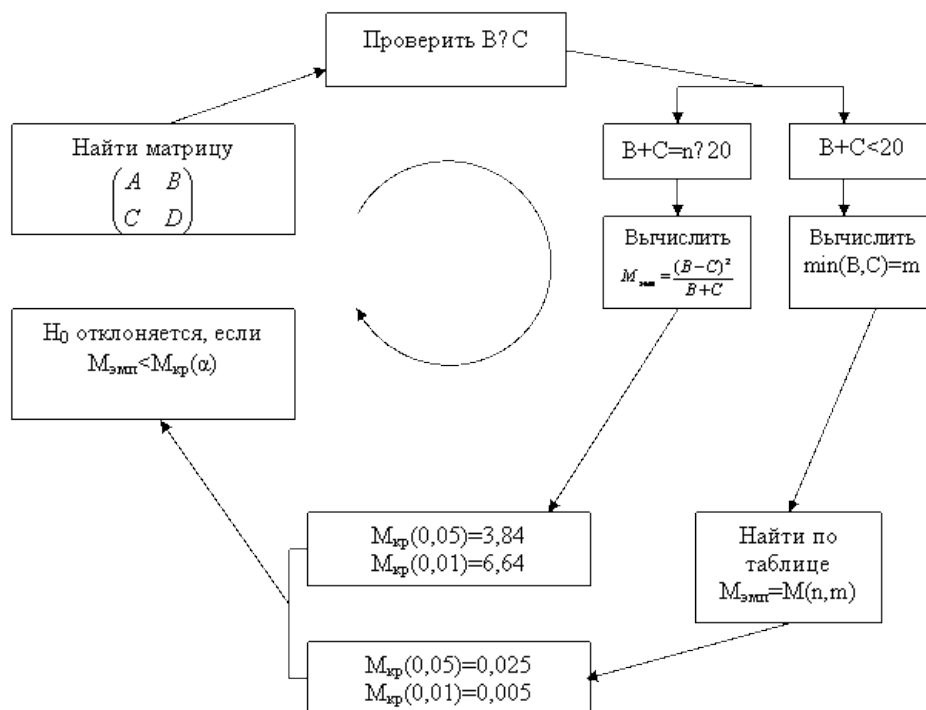 Проверить B?C
Найти матрицу
(A B
C D)
B+C=n?20
B+C<20
Вычислить
Mэмп=(B−C)²/B+C
Вычислить
min(B,C)=m
H₀ отклоняется, если
Mэмп<Mкр(α)
Mкр(0,05)=3,84
Mкр(0,01)=6,64
Найти по
таблице
Mэмп=M(n,m)
Mкр(0,05)=0,025
Mкр(0,01)=0,005